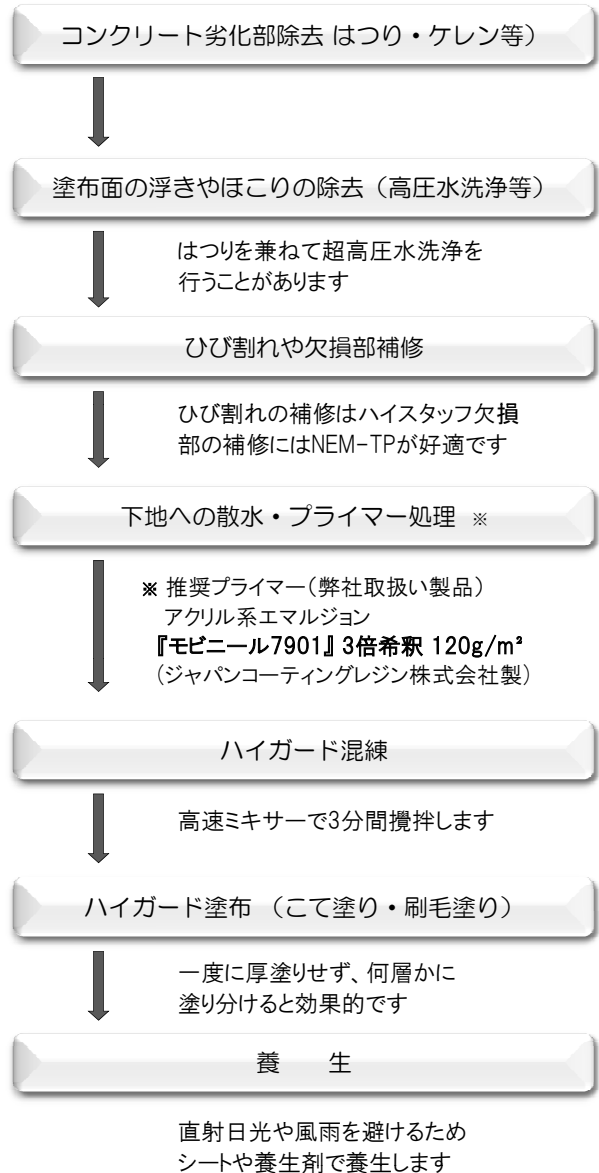 コンクリート劣化部除去 はつり・ケレン等）
塗布面の浮きやほこりの除去（高圧水洗浄等）
はつりを兼ねて超高圧水洗浄を
行うことがあります
ひび割れや欠損部補修
ひび割れの補修はハイスタッフ欠損
部の補修にはNEM-TPが好適です
下地への散水・プライマー処理 ※
※ 推奨プライマー（弊社取扱い製品）
アクリル系エマルジョン
『モビニール7901』 3倍希釈 120g/m²
（ジャパンコーティングレジン株式会社製）
ハイガード混練
高速ミキサーで3分間攪拌します
ハイガード塗布 （こて塗り・刷毛塗り）
一度に厚塗りせず、何層かに
塗り分けると効果的です
養　　生
直射日光や風雨を避けるため
シートや養生剤で養生します